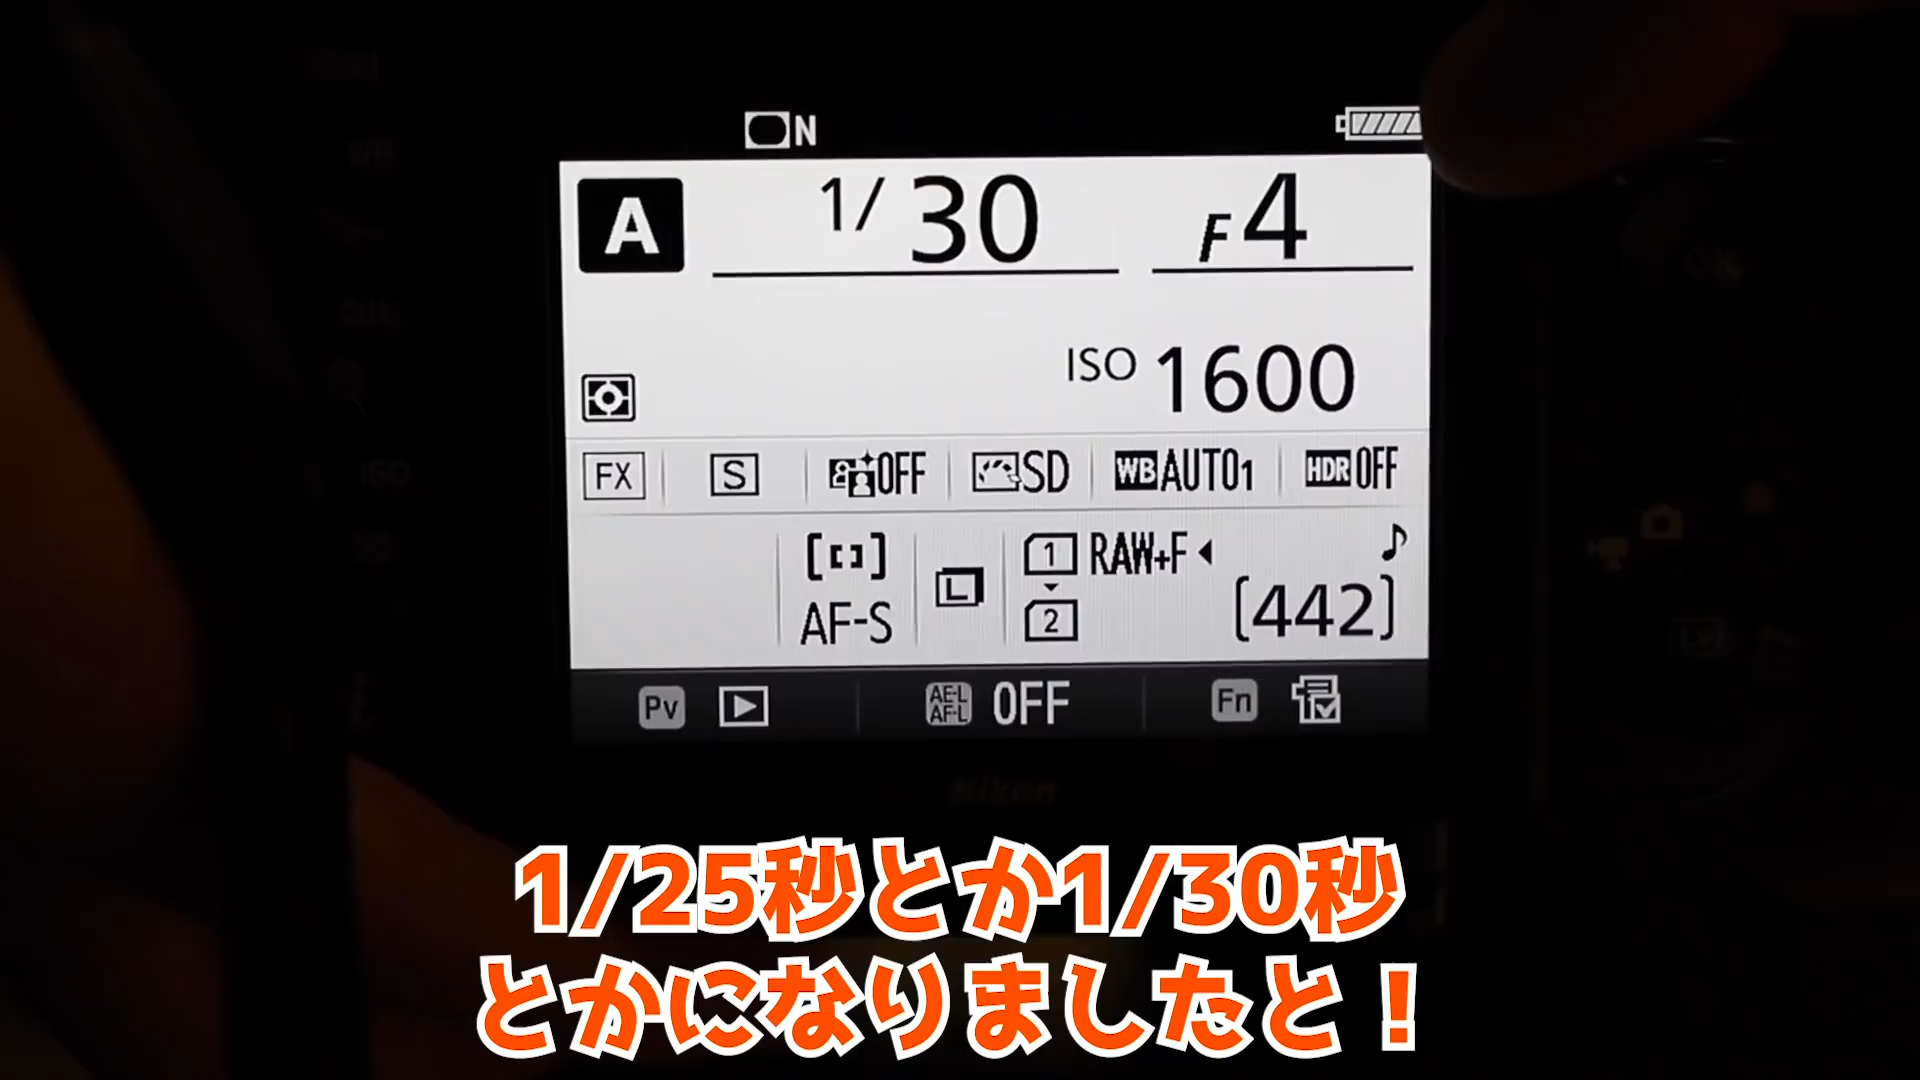 N
A 1/30 F4
ISO 1600
FX S OFF SD WB AUTO1 HDR OFF
[ ] 1 RAW+F
AF-S L 2 [442]
Pv AE-L AF-L OFF Fn
Nikon
1/25秒とか1/30秒
とかになりましたと！